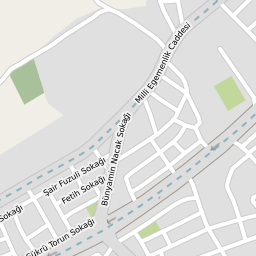 Milli Egemenlik Caddesi
Bünyamin Nacak Sokağı
Şair Fuzuli Sokağı
Fetih Sokağı
Sokağı
Şükrü Torun Sokağı